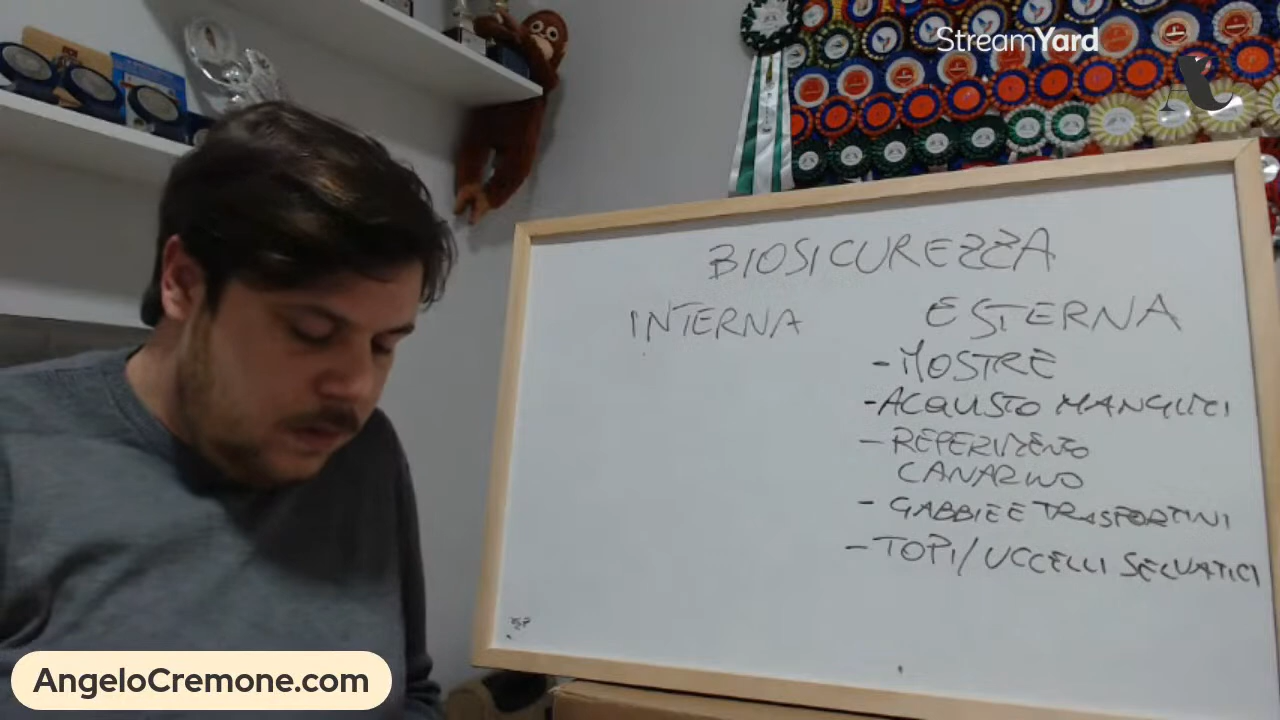 StreamYard
BIOSICUREZZA
INTERNA
ESTERNA
- MOSTRE
- ACQUISTO MANGIMI
- REPERIMENTO
CANARINO
- GABBIE E TRASPORTINI
- TOPI/UCCELLI SELVATICI
AngeloCremone.com